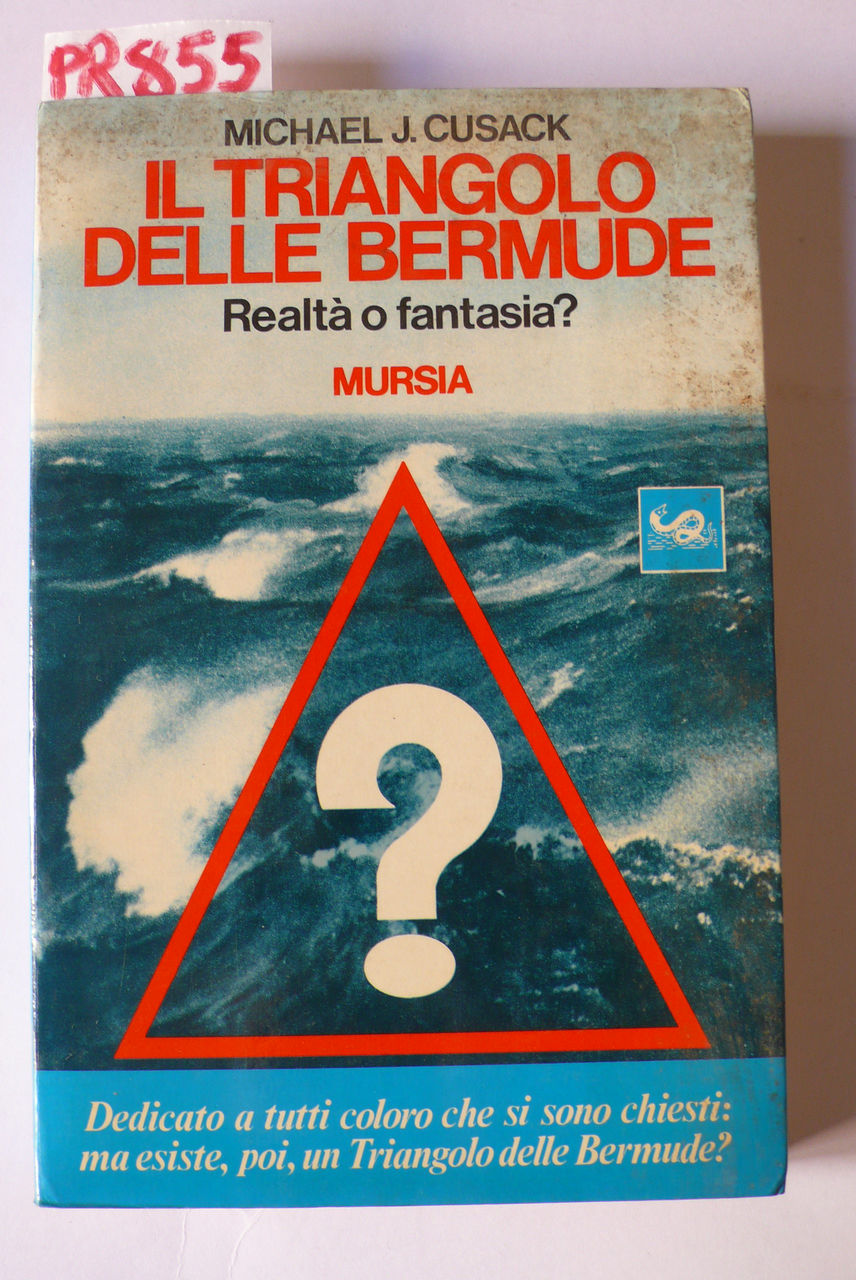 PR855
MICHAEL J. CUSACK
IL TRIANGOLO
DELLE BERMUDE
Realtà o fantasia?
MURSIA
?
Dedicato a tutti coloro che si sono chiesti:
ma esiste, poi, un Triangolo delle Bermude?